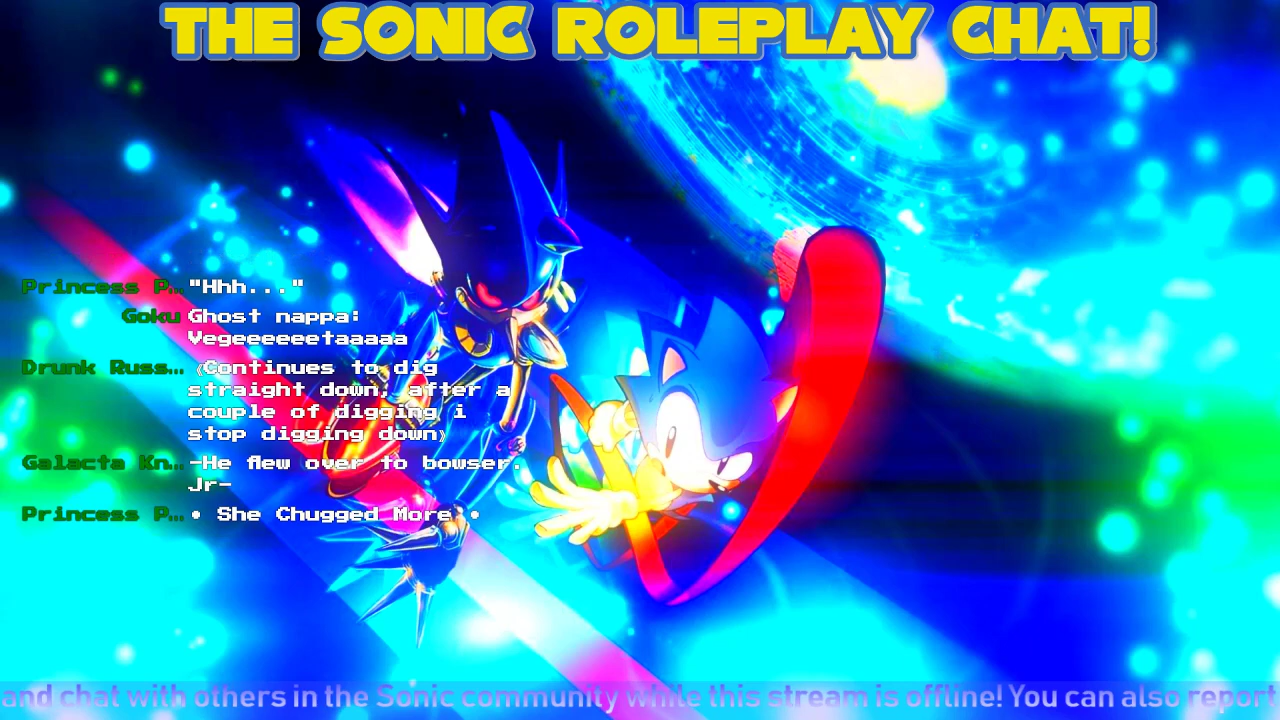 THE SONIC ROLEPLAY CHAT!
Princess P... "Hhh..."
Goku Ghost nappa:
Vegeeeeeetaaaaa
Drunk Russ... (Continues to dig
straight down, after a
couple of digging i
stop digging down)
Galacta Kn... -He flew over to bowser.
Jr-
Princess P... • She Chugged More •
and chat with others in the Sonic community while this stream is offline! You can also report